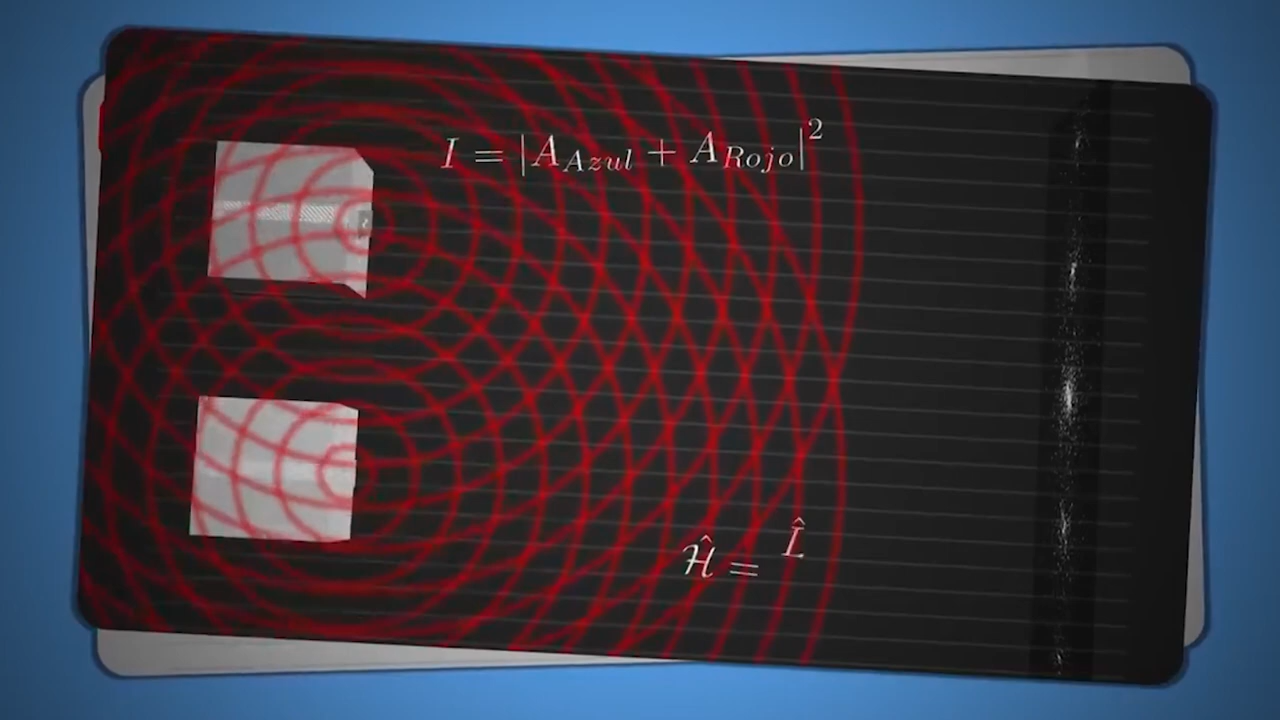 I = |A_Azul + A_Rojo|²
Ĥ = L̂